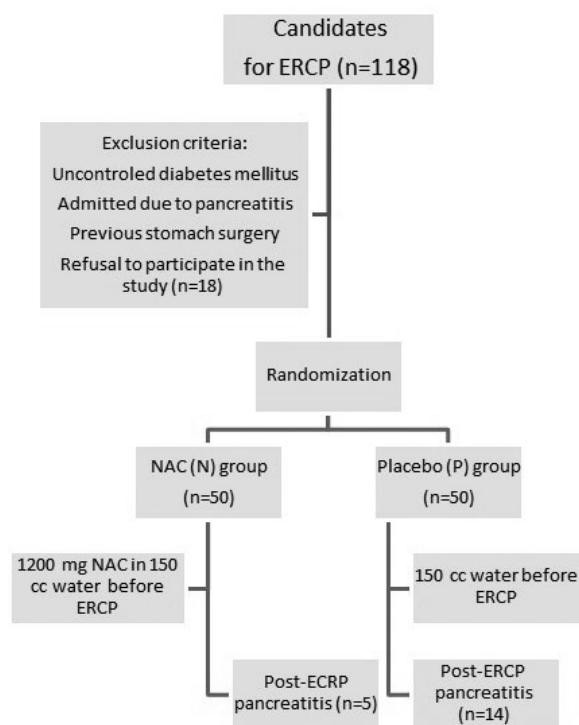 Candidates
for ERCP (n=118)
Exclusion criteria:
Uncontroled diabetes mellitus
Admitted due to pancreatitis
Previous stomach surgery
Refusal to participate in the
study (n=18)
Randomization
NAC (N) group
(n=50)
Placebo (P) group
(n=50)
1200 mg NAC in 150
cc water before
ERCP
150 cc water before
ERCP
Post-ECRP
pancreatitis (n=5)
Post-ERCP
pancreatitis
(n=14)